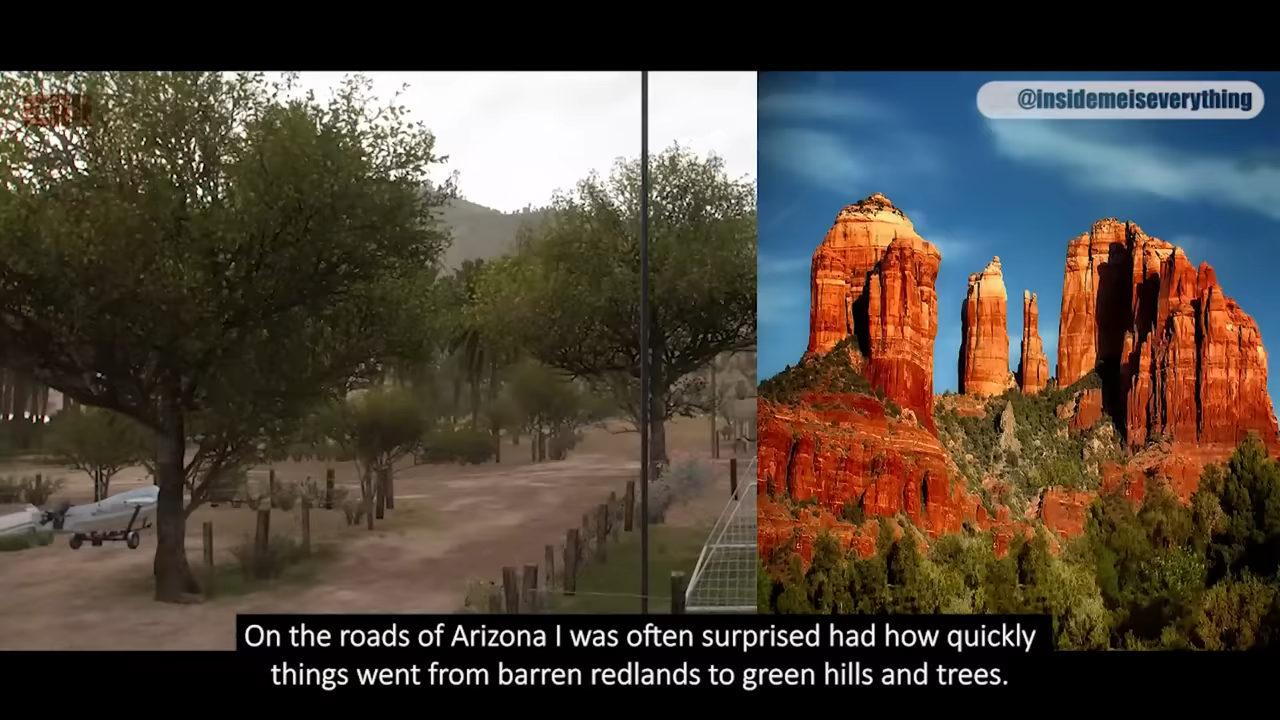 @insidemeiseverything
On the roads of Arizona I was often surprised had how quickly
things went from barren redlands to green hills and trees.